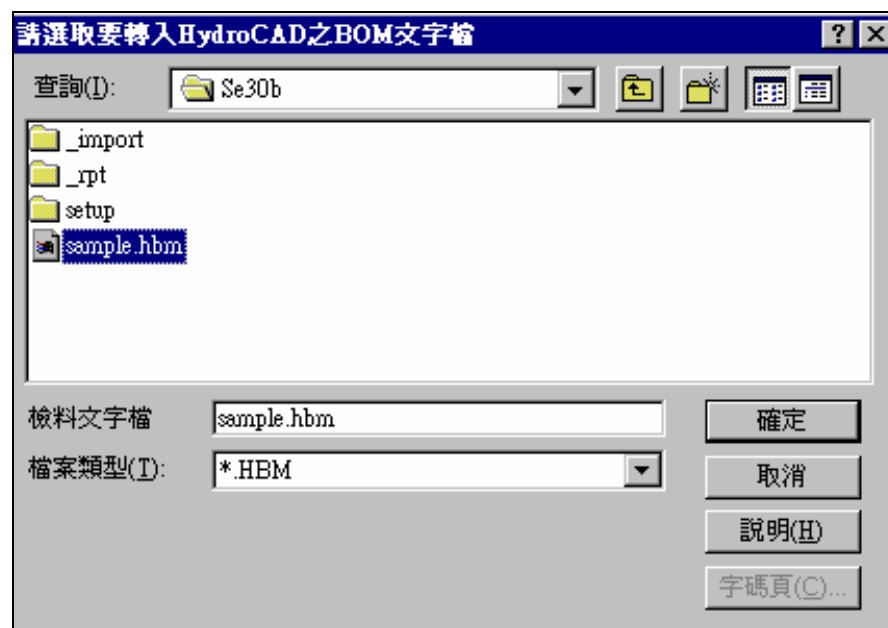 請選取要轉入HydroCAD之BOM文字檔
查詢(I): Se30b
_import
_rpt
setup
sample.hbm
檢料文字檔 sample.hbm 確定
檔案類型(T): *.HBM 取消
說明(H)
字碼頁(C)...